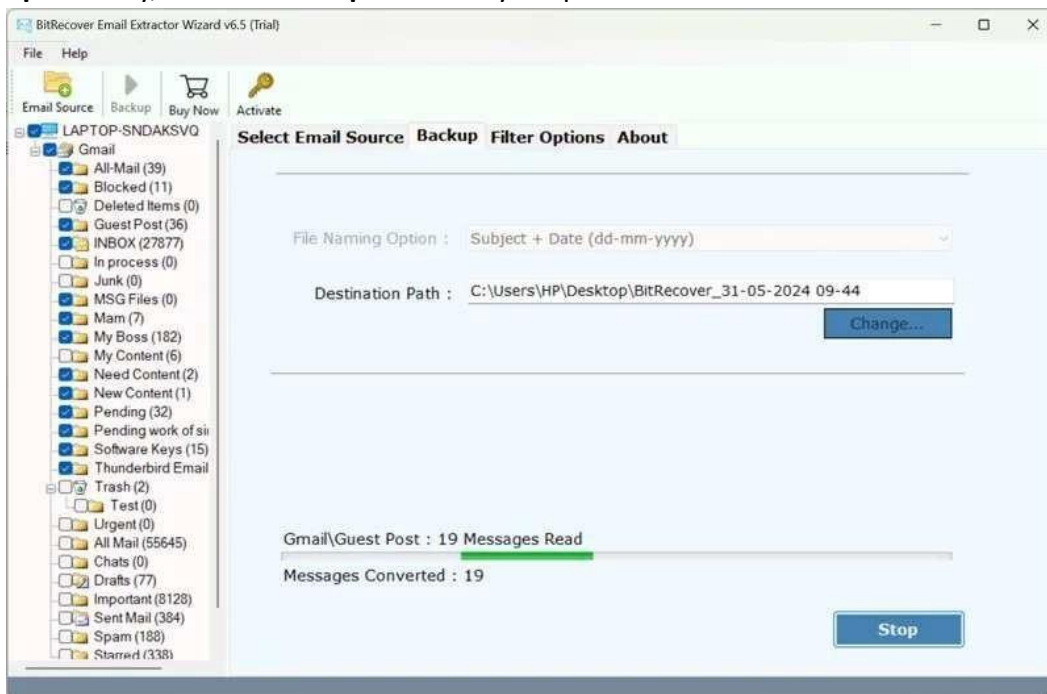 BitRecover Email Extractor Wizard v6.5 (Trial)
File Help
Email Source Backup Buy Now Activate
LAPTOP-SNDAKSVQ
Gmail
All-Mail (39)
Blocked (11)
Deleted Items (0)
Guest Post (36)
INBOX (27877)
In process (0)
Junk (0)
MSG Files (0)
Mam (7)
My Boss (182)
My Content (6)
Need Content (2)
New Content (1)
Pending (32)
Pending work of sir
Software Keys (15)
Thunderbird Email
Trash (2)
Test (0)
Urgent (0)
All Mail (55645)
Chats (0)
Drafts (77)
Important (8128)
Sent Mail (384)
Spam (188)
Starred (338)
Select Email Source Backup Filter Options About
File Naming Option : Subject + Date (dd-mm-yyyy)
Destination Path : C:\Users\HP\Desktop\BitRecover_31-05-2024 09-44
Change...
Gmail\Guest Post : 19 Messages Read
Messages Converted : 19
Stop